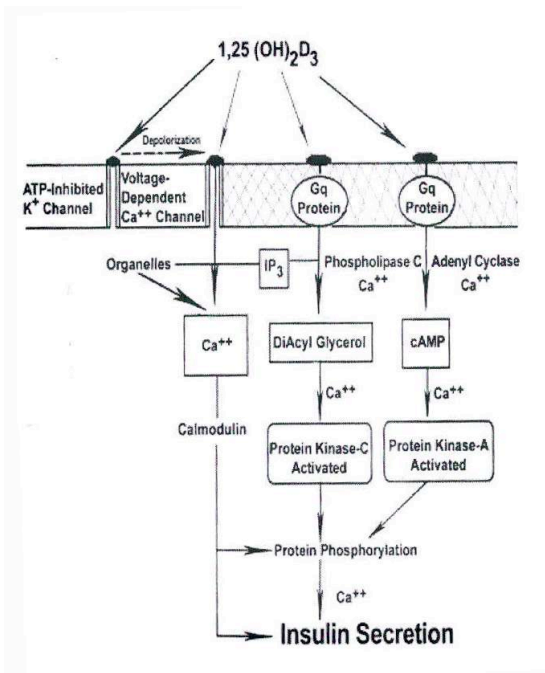 1,25 (OH)₂D₃
Depolorization
ATP-Inhibited
K⁺ Channel
Voltage-
Dependent
Ca⁺⁺ Channel
Gq
Protein
Gq
Protein
Organelles
IP₃
Phospholipase C
Ca⁺⁺
Adenyl Cyclase
Ca⁺⁺
Ca⁺⁺
DiAcyl Glycerol
cAMP
Ca⁺⁺
Ca⁺⁺
Calmodulin
Protein Kinase-C
Activated
Protein Kinase-A
Activated
Protein Phosphorylation
Ca⁺⁺
Insulin Secretion